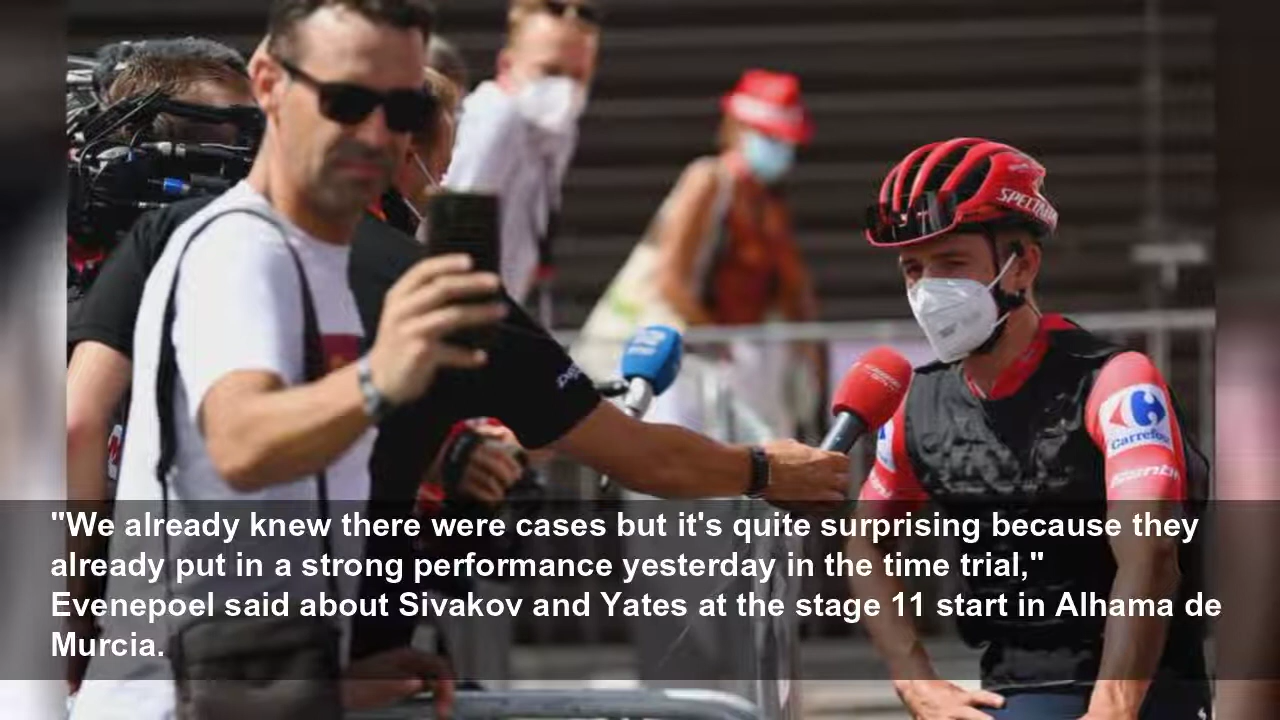 SPECIALIZED
Carrefour
Santini
"We already knew there were cases but it's quite surprising because they
already put in a strong performance yesterday in the time trial,"
Evenepoel said about Sivakov and Yates at the stage 11 start in Alhama de
Murcia.